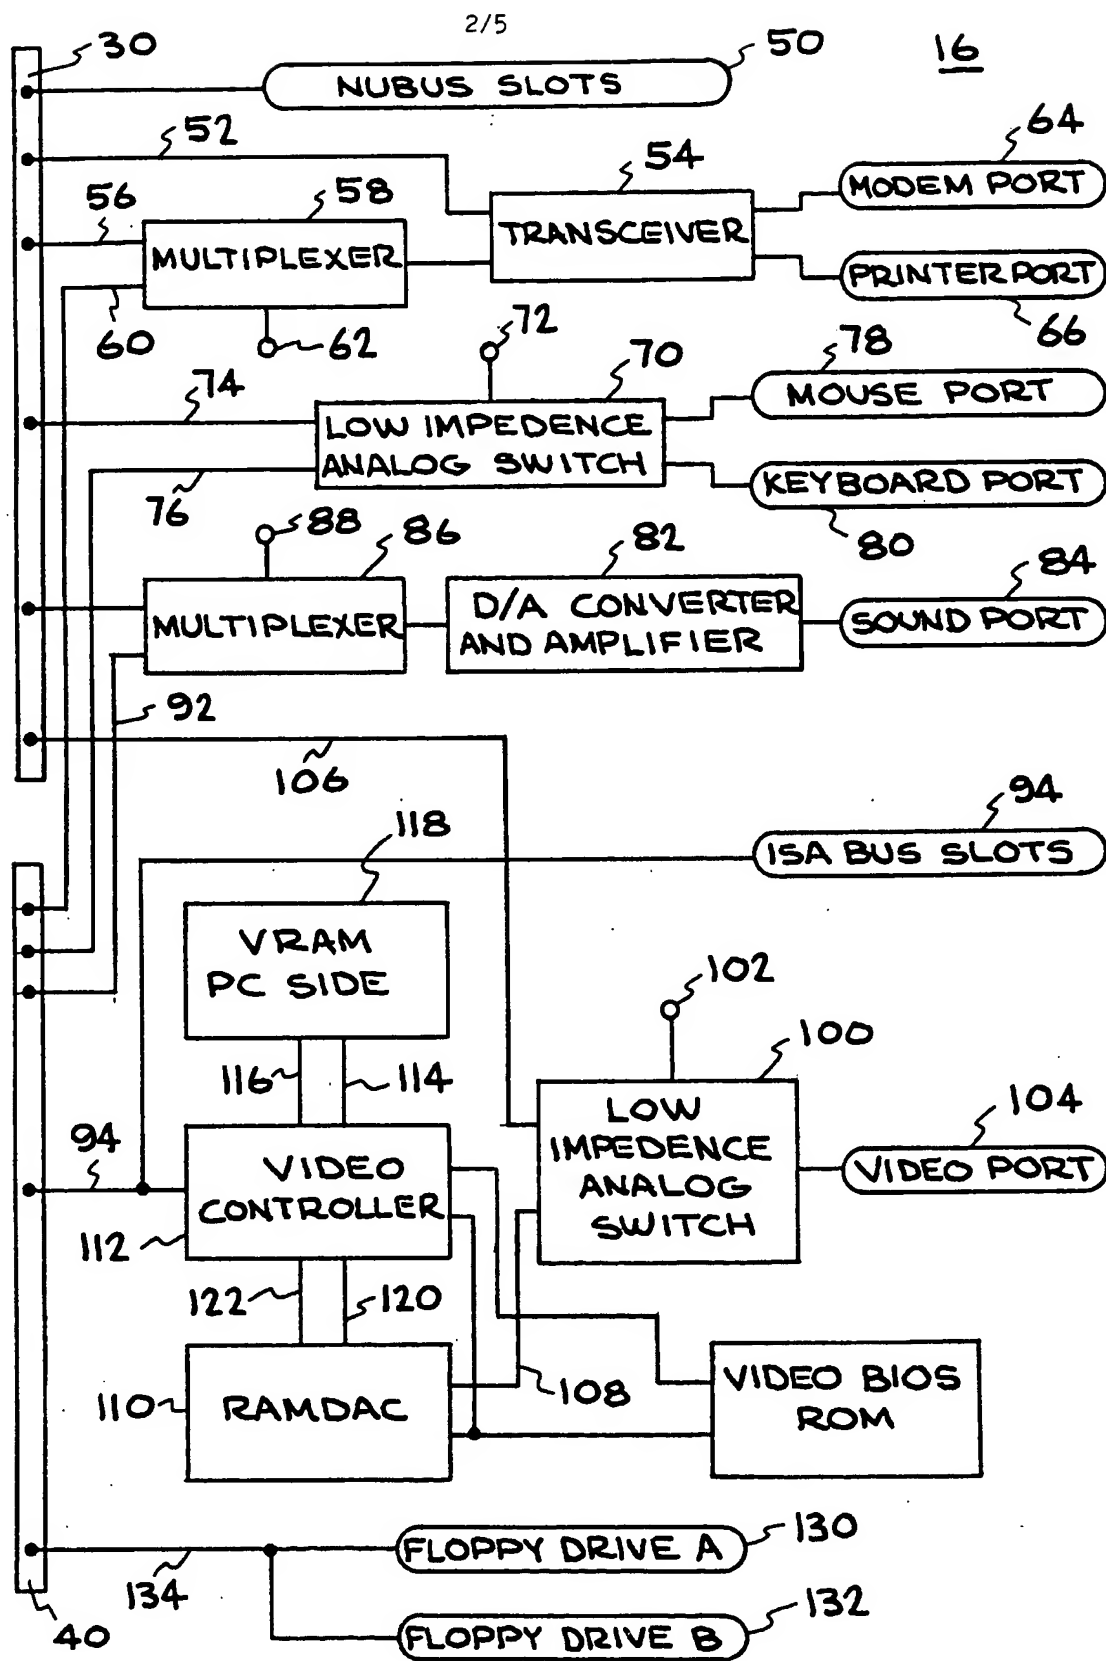 2/5
30
50
16
NUBUS SLOTS
52
54
64
MODEM PORT
56
58
TRANSCEIVER
MULTIPLEXER
PRINTER PORT
60
62
72
70
78
66
74
LOW IMPEDENCE
ANALOG SWITCH
MOUSE PORT
76
KEYBOARD PORT
88
86
82
80
84
MULTIPLEXER
D/A CONVERTER
AND AMPLIFIER
SOUND PORT
92
106
118
94
ISA BUS SLOTS
VRAM
PC SIDE
102
116
114
100
104
94
VIDEO
CONTROLLER
LOW
IMPEDENCE
ANALOG
SWITCH
VIDEO PORT
112
122
120
110
RAMDAC
108
VIDEO BIOS
ROM
FLOPPY DRIVE A
130
134
40
FLOPPY DRIVE B
132